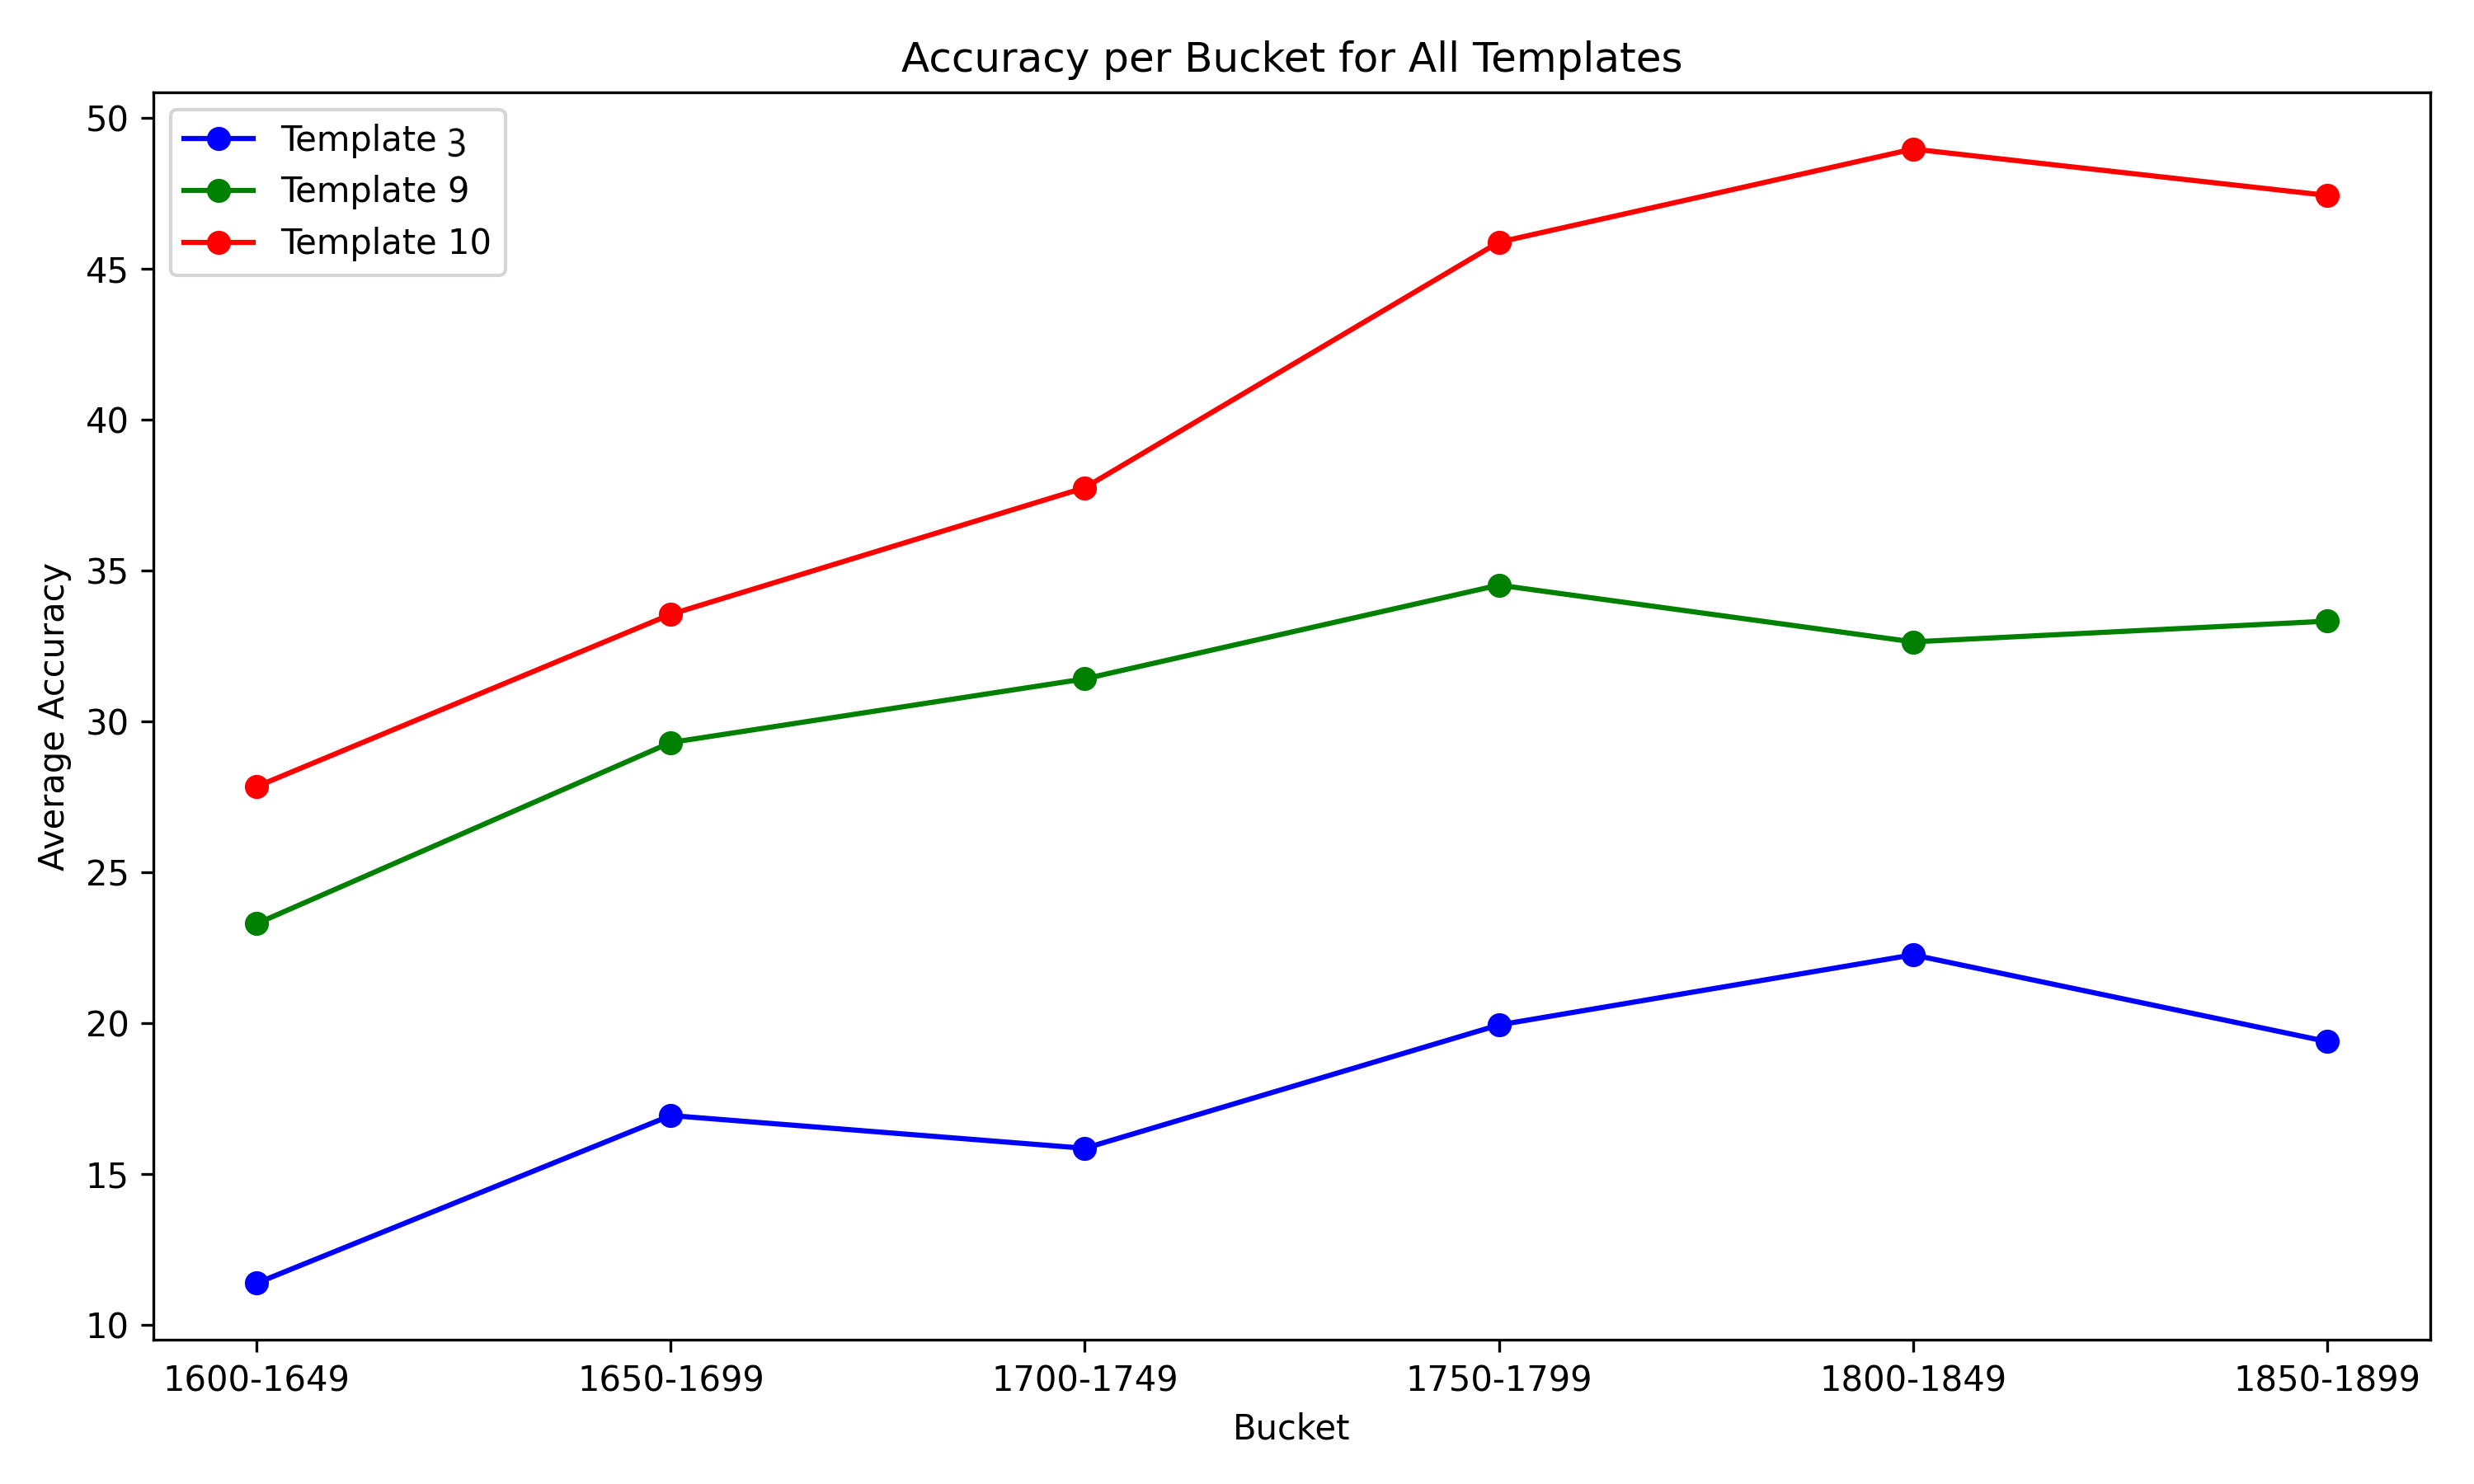 Accuracy per Bucket for All Templates
Template 3
Template 9
Template 10
Average Accuracy
50
45
40
35
30
25
20
15
10
1600-1649 1650-1699 1700-1749 1750-1799 1800-1849 1850-1899
Bucket